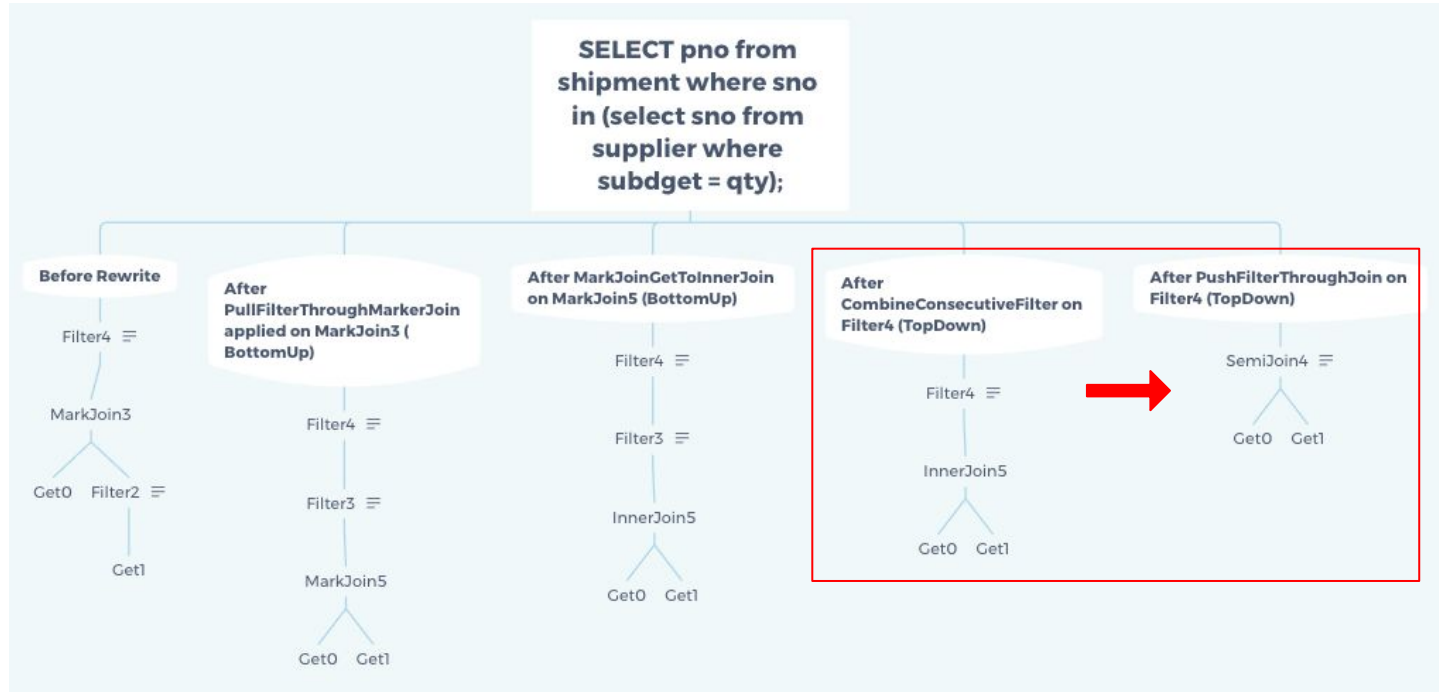 SELECT pno from
shipment where sno
in (select sno from
supplier where
subdget = qty);
Before Rewrite
Filter4
MarkJoin3
Get0 Filter2
Get1
After
PullFilterThroughMarkerJoin
applied on MarkJoin3 (
BottomUp)
Filter4
Filter3
MarkJoin5
Get0 Get1
After MarkJoinGetToInnerJoin
on MarkJoin5 (BottomUp)
Filter4
Filter3
InnerJoin5
Get0 Get1
After
CombineConsecutiveFilter on
Filter4 (TopDown)
Filter4
InnerJoin5
Get0 Get1
After PushFilterThroughJoin on
Filter4 (TopDown)
SemiJoin4
Get0 Get1